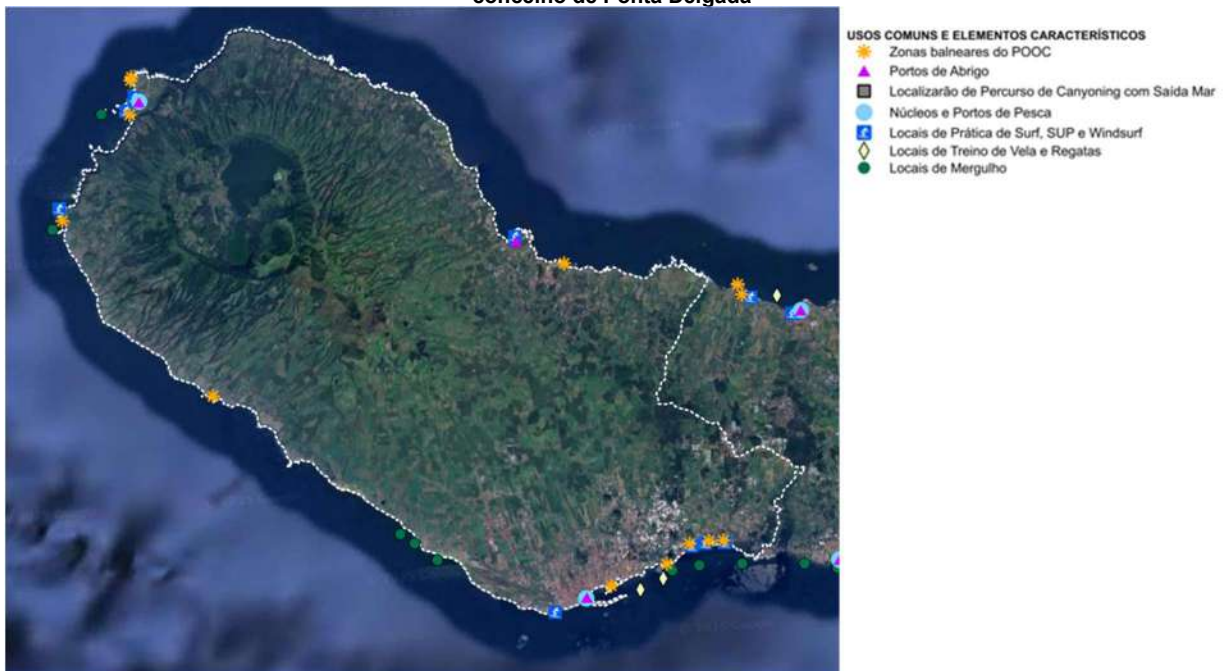 concelho de Ponta Delgada
USOS COMUNS E ELEMENTOS CARACTERÍSTICOS
Zonas balneares do POOC
Portos de Abrigo
Localizarão de Percurso de Canyoning com Saída Mar
Núcleos e Portos de Pesca
Locais de Prática de Surf, SUP e Windsurf
Locais de Treino de Vela e Regatas
Locais de Mergulho